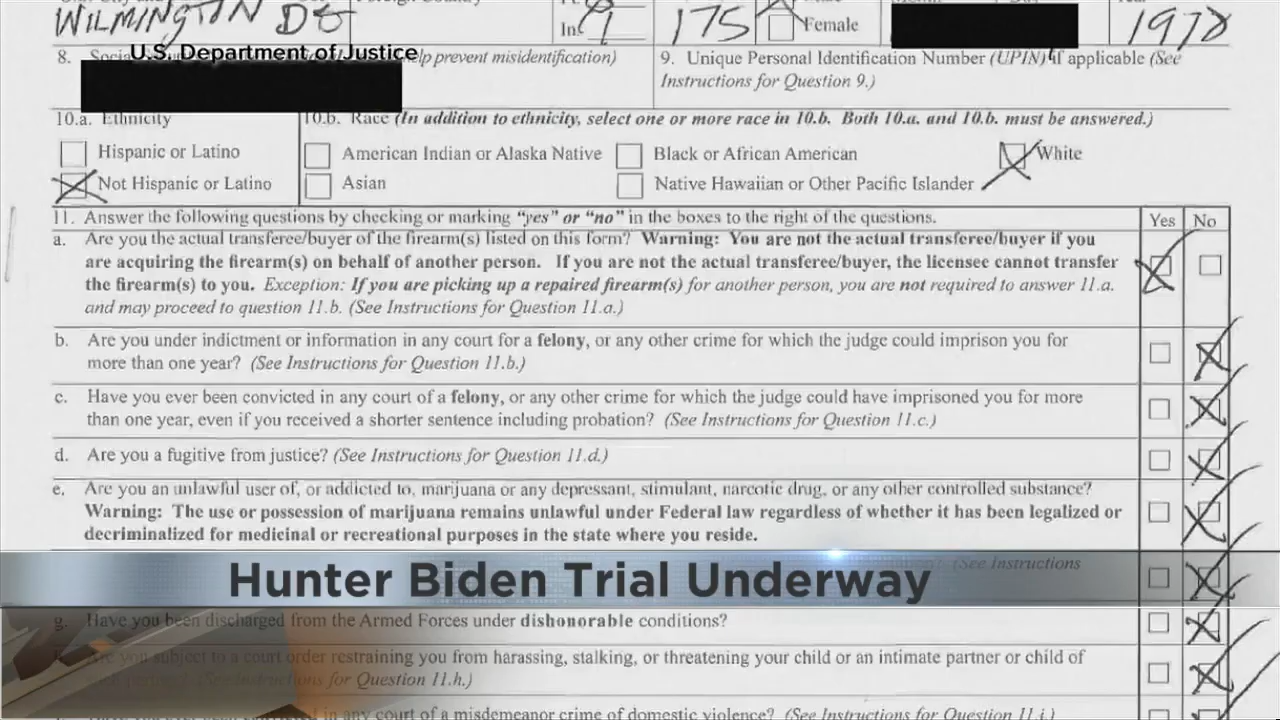 WILMINGTON DE
In. 9
175
Female
1970
U.S. Department of Justice
8. Social
help prevent misidentification)
9. Unique Personal Identification Number (UPIN) if applicable (See
Instructions for Question 9.)
10.a. Ethnicity
10.b. Race (In addition to ethnicity, select one or more race in 10.b. Both 10.a. and 10.b. must be answered.)
Hispanic or Latino
American Indian or Alaska Native
Black or African American
White
Not Hispanic or Latino
Asian
Native Hawaiian or Other Pacific Islander
11. Answer the following questions by checking or marking "yes" or "no" in the boxes to the right of the questions.
Yes
No
a. Are you the actual transferee/buyer of the firearm(s) listed on this form? Warning: You are not the actual transferee/buyer if you
are acquiring the firearm(s) on behalf of another person. If you are not the actual transferee/buyer, the licensee cannot transfer
the firearm(s) to you. Exception: If you are picking up a repaired firearm(s) for another person, you are not required to answer 11.a.
and may proceed to question 11.b. (See Instructions for Question 11.a.)
b. Are you under indictment or information in any court for a felony, or any other crime for which the judge could imprison you for
more than one year? (See Instructions for Question 11.b.)
c. Have you ever been convicted in any court of a felony, or any other crime for which the judge could have imprisoned you for more
than one year, even if you received a shorter sentence including probation? (See Instructions for Question 11.c.)
d. Are you a fugitive from justice? (See Instructions for Question 11.d.)
e. Are you an unlawful user of, or addicted to, marijuana or any depressant, stimulant, narcotic drug, or any other controlled substance?
Warning: The use or possession of marijuana remains unlawful under Federal law regardless of whether it has been legalized or
decriminalized for medicinal or recreational purposes in the state where you reside.
(See Instructions
Hunter Biden Trial Underway
g. Have you been discharged from the Armed Forces under dishonorable conditions?
Are you subject to a court order restraining you from harassing, stalking, or threatening your child or an intimate partner or child of
(See Instructions for Question 11.h.)
in any court of a misdemeanor crime of domestic violence? (See Instructions for Question 11.i.)